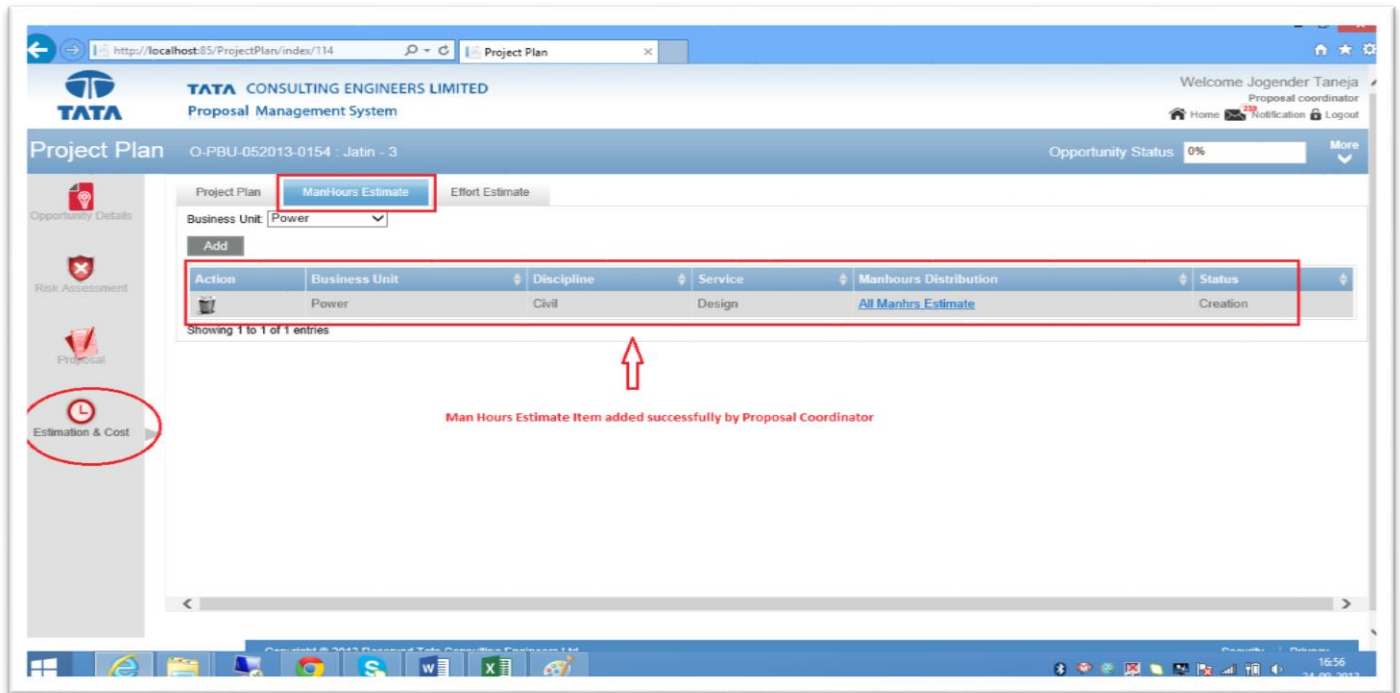 http://localhost:85/ProjectPlan/index/114
Project Plan
TATA CONSULTING ENGINEERS LIMITED
Proposal Management System
TATA
Welcome Jogender Taneja
Proposal coordinator
Home Notification Logout
Project Plan
O-PBU-052013-0154 : Jatin - 3
Opportunity Status 0%
More
Opportunity Details
Risk Assessment
Proposal
Estimation & Cost
Project Plan ManHours Estimate Effort Estimate
Business Unit: Power
Add
Action Business Unit Discipline Service Manhours Distribution Status
Power Civil Design All Manhrs Estimate Creation
Showing 1 to 1 of 1 entries
Man Hours Estimate Item added successfully by Proposal Coordinator
16:56